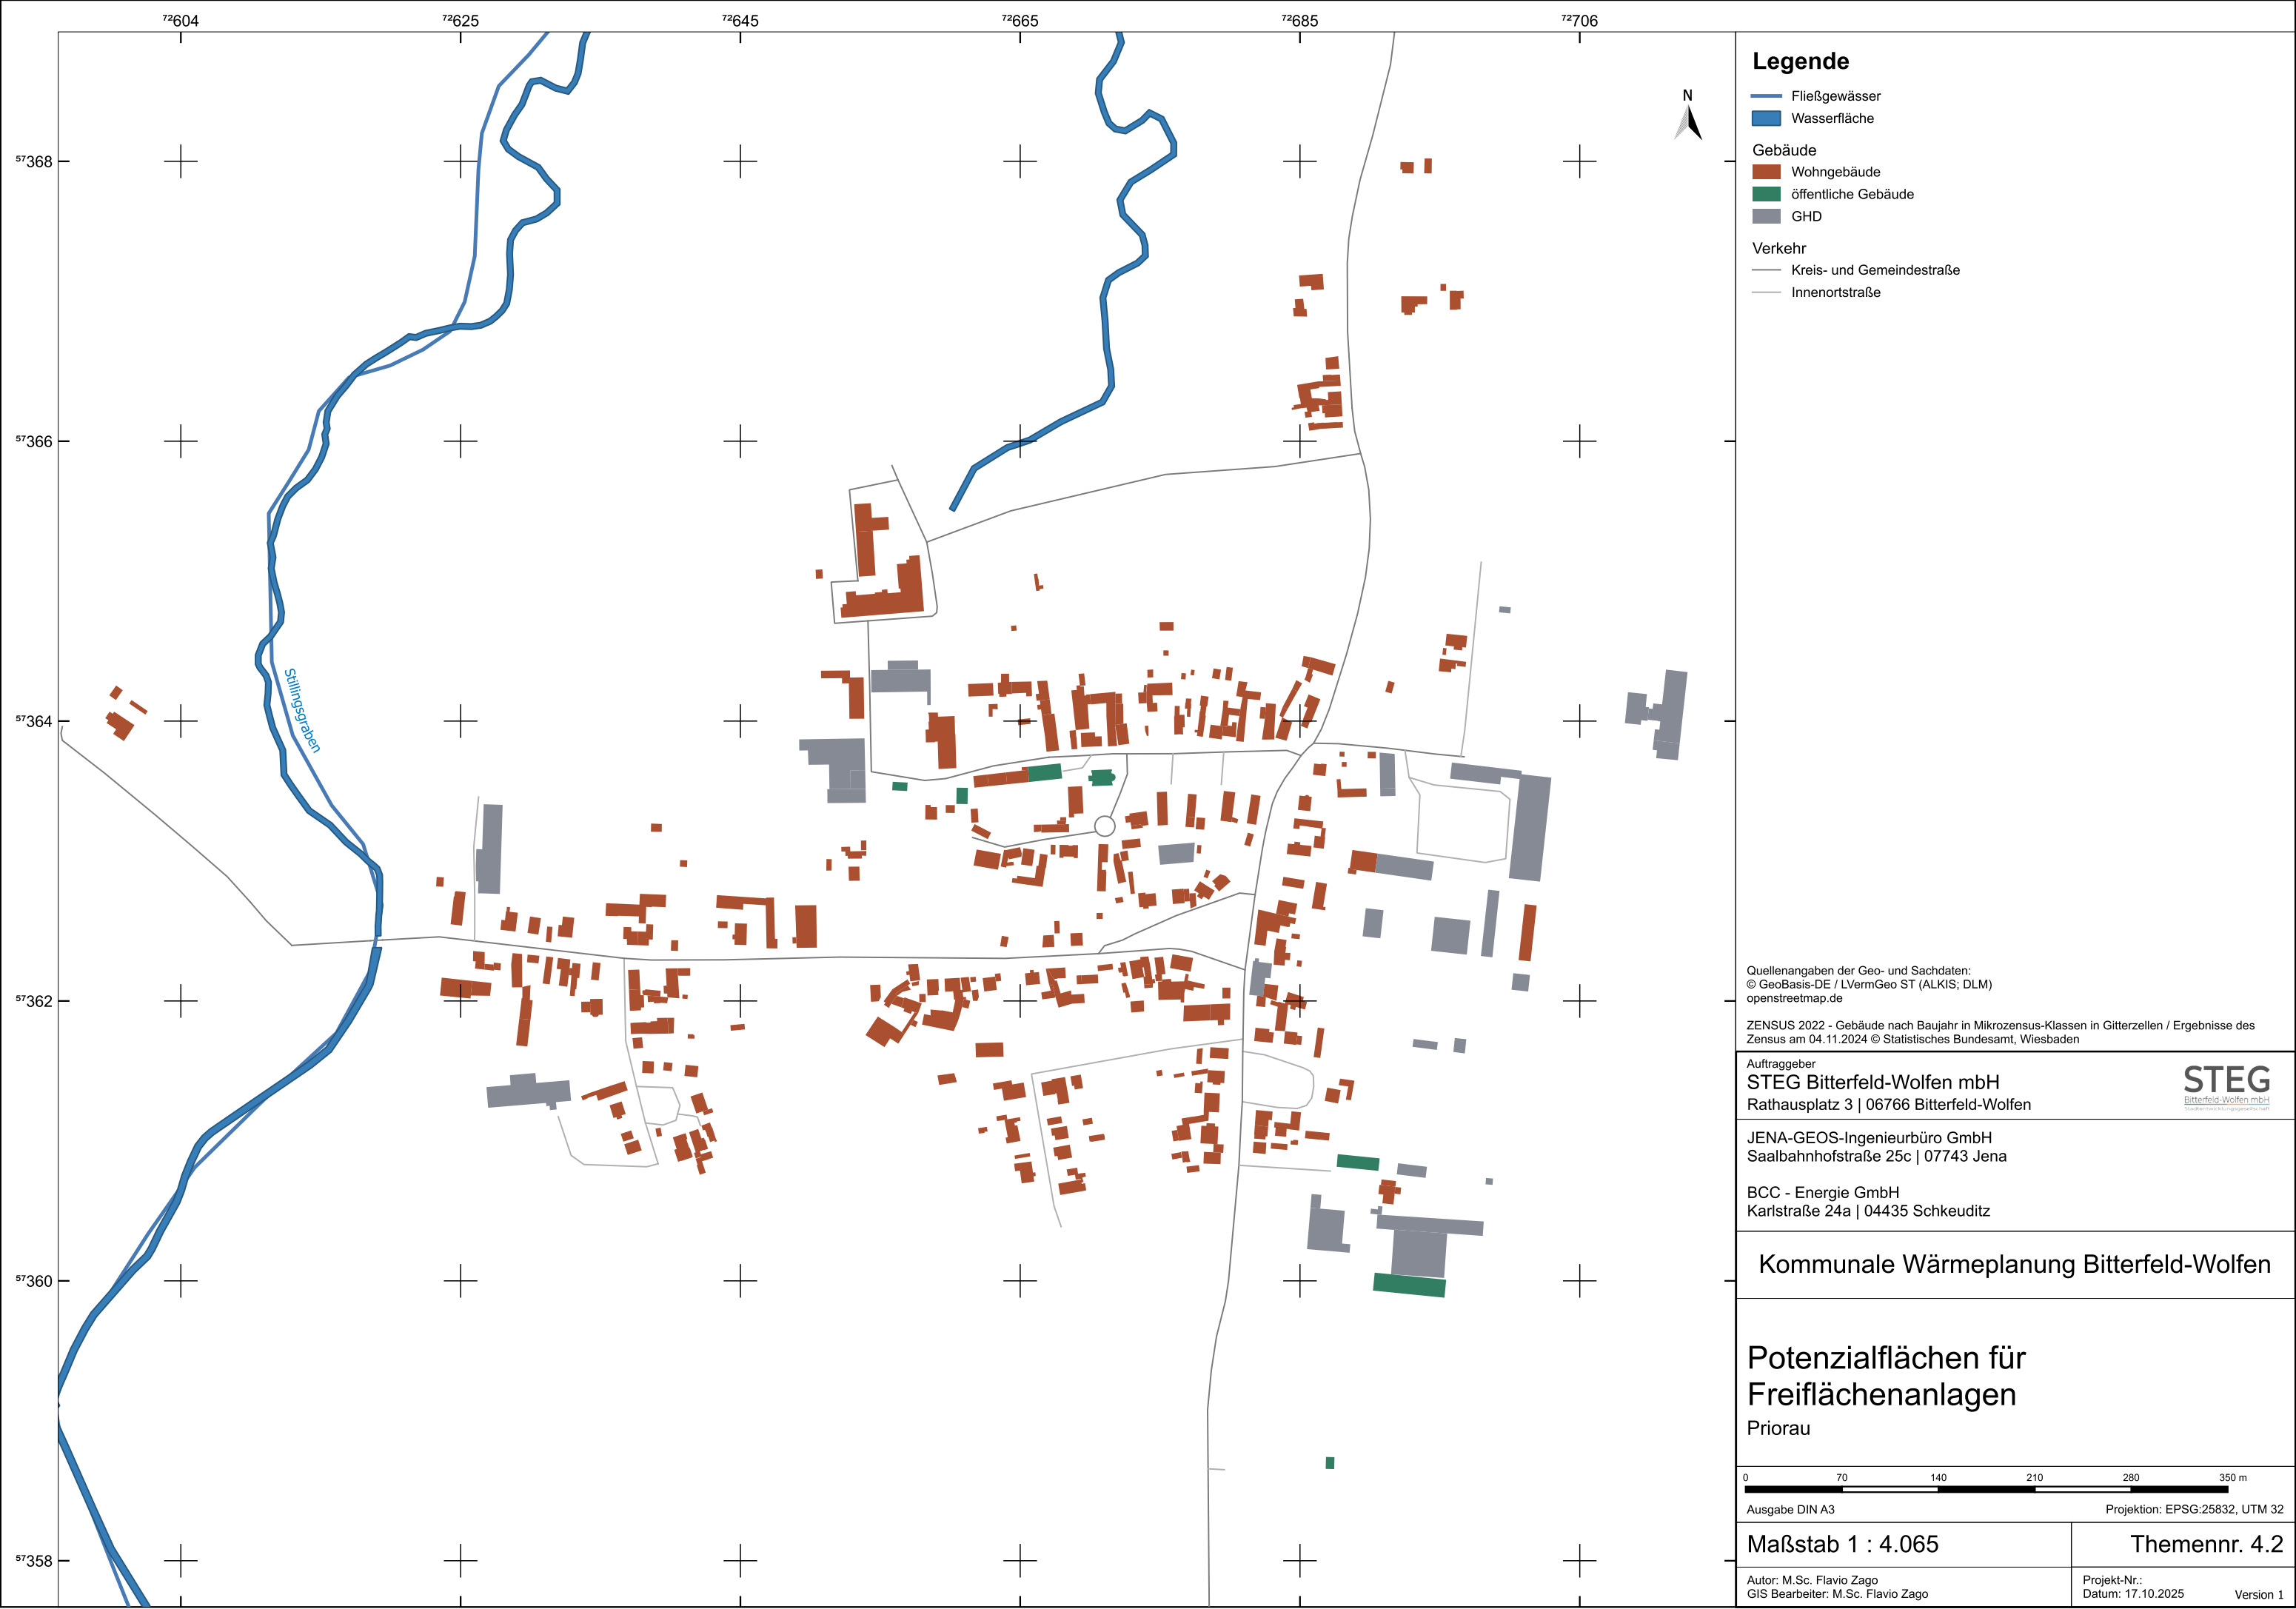 ⁷²604 ⁷²625 ⁷²645 ⁷²665 ⁷²685 ⁷²706
⁵⁷368
⁵⁷366
⁵⁷364
⁵⁷362
⁵⁷360
⁵⁷358
N
Stillingsgraben
Legende
Fließgewässer
Wasserfläche
Gebäude
Wohngebäude
öffentliche Gebäude
GHD
Verkehr
Kreis- und Gemeindestraße
Innenortstraße
Quellenangaben der Geo- und Sachdaten:
© GeoBasis-DE / LVermGeo ST (ALKIS; DLM)
openstreetmap.de
ZENSUS 2022 - Gebäude nach Baujahr in Mikrozensus-Klassen in Gitterzellen / Ergebnisse des
Zensus am 04.11.2024 © Statistisches Bundesamt, Wiesbaden
Auftraggeber
STEG Bitterfeld-Wolfen mbH
Rathausplatz 3 | 06766 Bitterfeld-Wolfen
STEG
Bitterfeld-Wolfen mbH
Stadtentwicklungsgesellschaft
JENA-GEOS-Ingenieurbüro GmbH
Saalbahnhofstraße 25c | 07743 Jena
BCC - Energie GmbH
Karlstraße 24a | 04435 Schkeuditz
Kommunale Wärmeplanung Bitterfeld-Wolfen
Potenzialflächen für
Freiflächenanlagen
Priorau
0 70 140 210 280 350 m
Ausgabe DIN A3 Projektion: EPSG:25832, UTM 32
Maßstab 1 : 4.065 Themennr. 4.2
Autor: M.Sc. Flavio Zago
GIS Bearbeiter: M.Sc. Flavio Zago
Projekt-Nr.:
Datum: 17.10.2025 Version 1